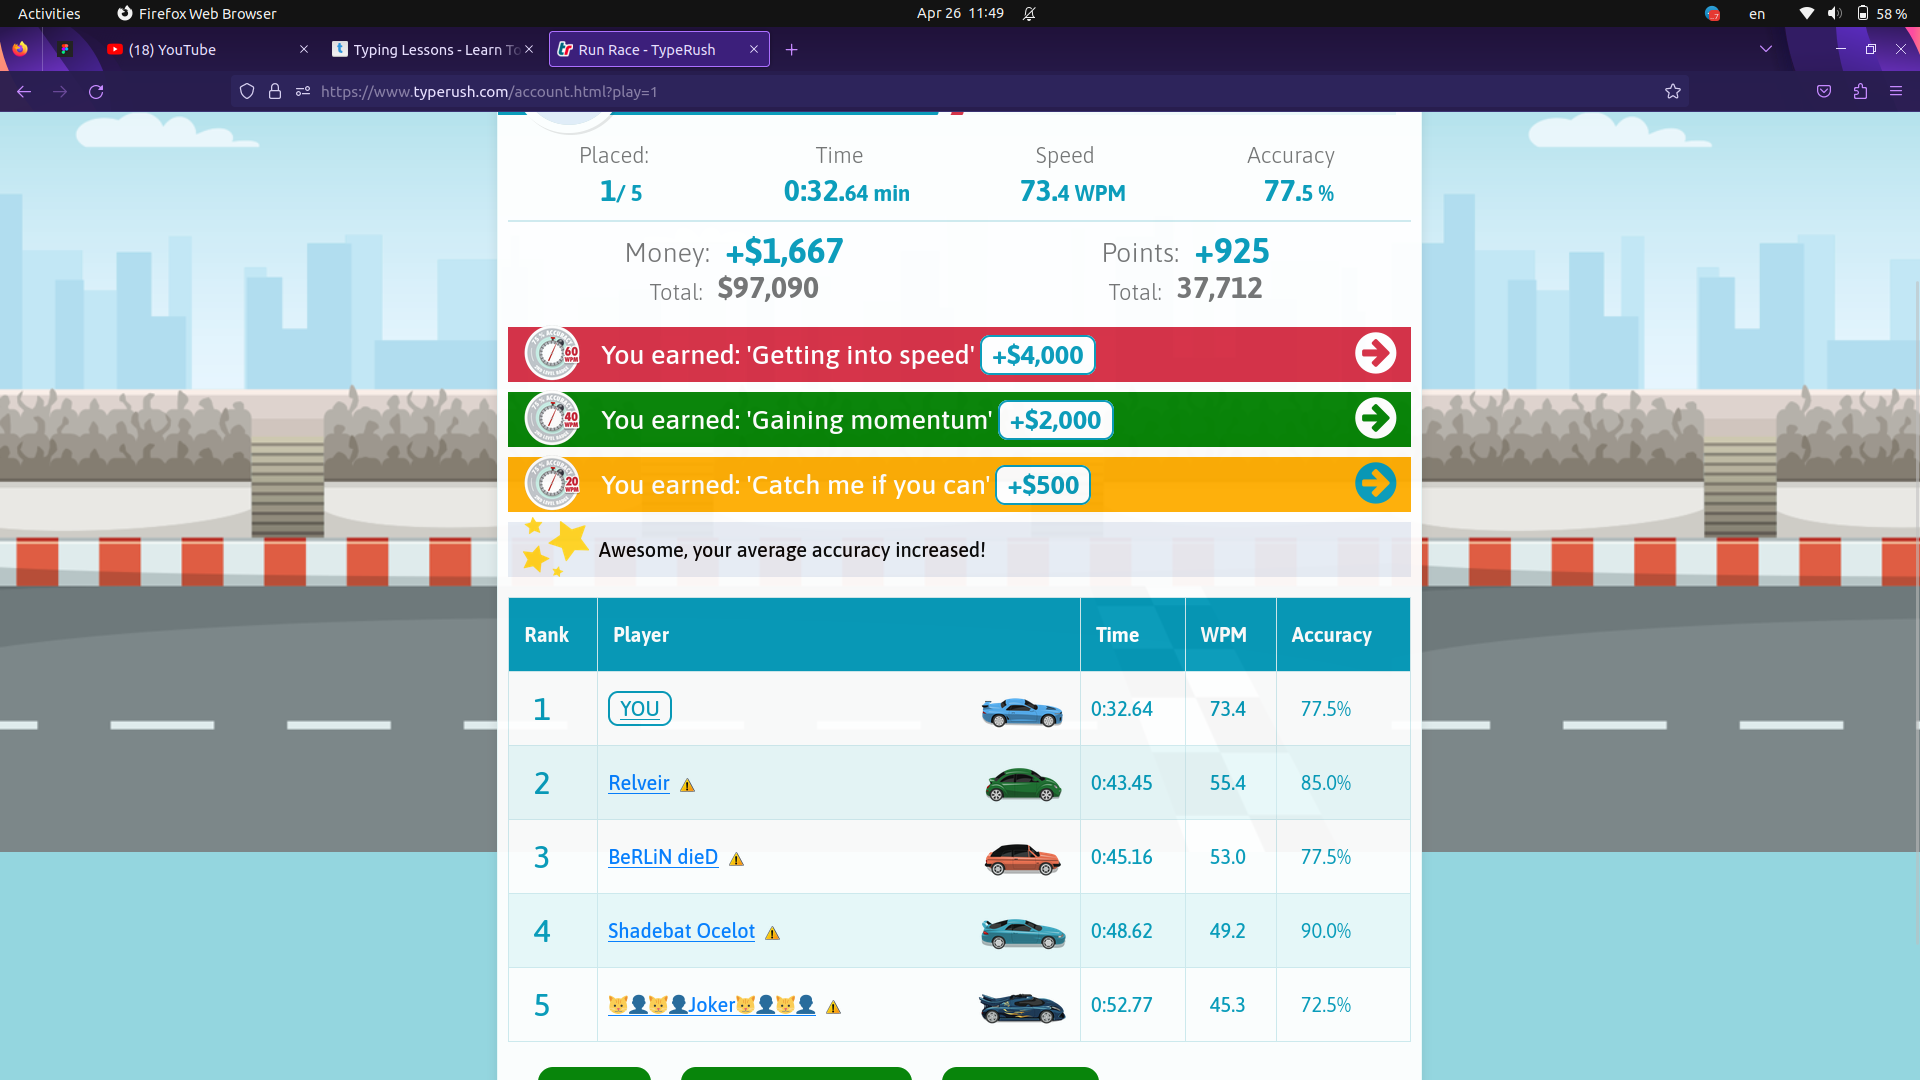 Activities Firefox Web Browser Apr 26 11:49 en 58 %
(18) YouTube Typing Lessons - Learn To Run Race - TypeRush
https://www.typerush.com/account.html?play=1
Placed: Time Speed Accuracy
1/ 5 0:32.64 min 73.4 WPM 77.5 %
Money: +$1,667 Points: +925
Total: $97,090 Total: 37,712
60 WPM You earned: 'Getting into speed' +$4,000
40 WPM You earned: 'Gaining momentum' +$2,000
20 WPM You earned: 'Catch me if you can' +$500
Awesome, your average accuracy increased!
Rank Player Time WPM Accuracy
1 YOU 0:32.64 73.4 77.5%
2 Relveir 0:43.45 55.4 85.0%
3 BeRLiN dieD 0:45.16 53.0 77.5%
4 Shadebat Ocelot 0:48.62 49.2 90.0%
5 🐱👤🐱👤Joker🐱👤🐱👤 0:52.77 45.3 72.5%